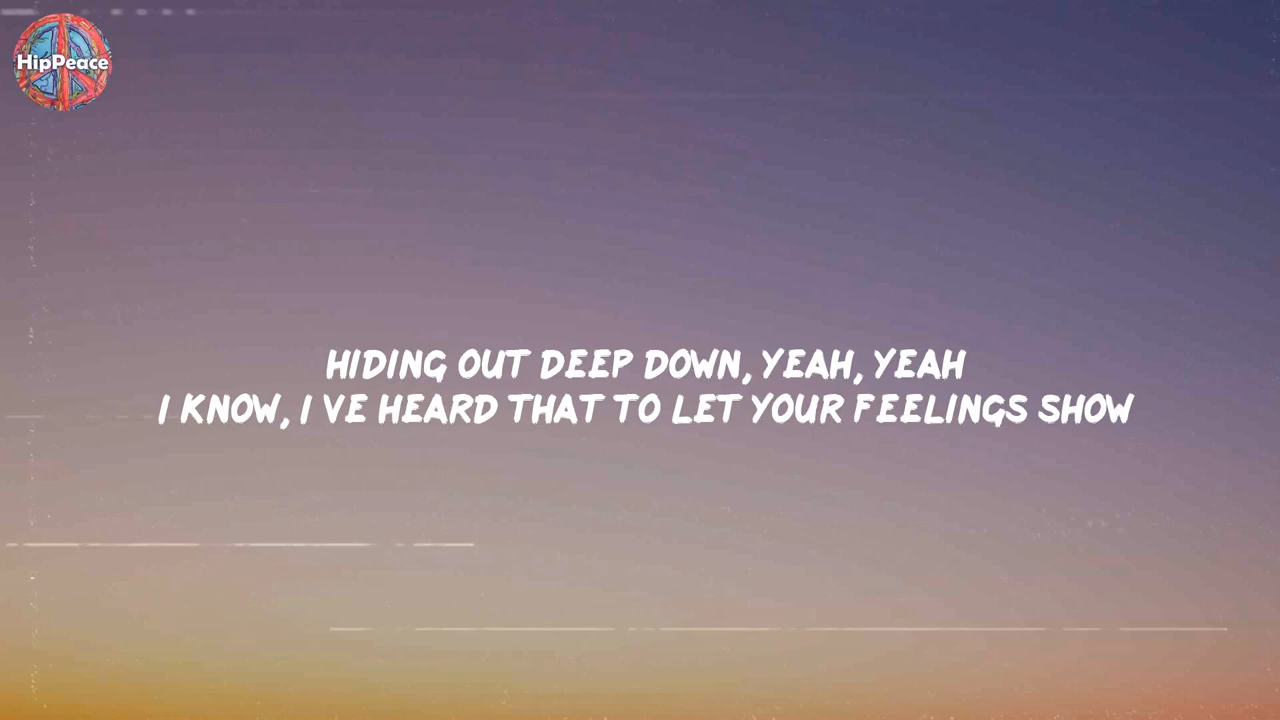 HipPeace
HIDING OUT DEEP DOWN, YEAH, YEAH
I KNOW, I VE HEARD THAT TO LET YOUR FEELINGS SHOW